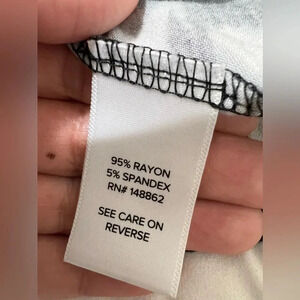 95% RAYON
5% SPANDEX
RN# 148862
SEE CARE ON
REVERSE